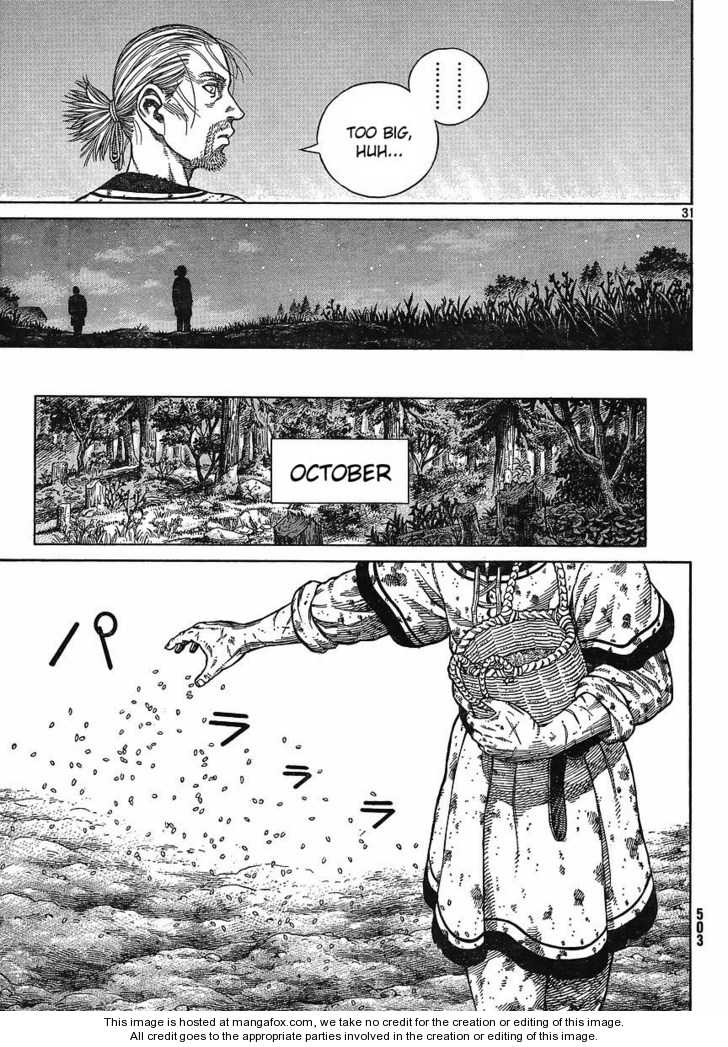 TOO BIG,
HUH...
31
OCTOBER
パ
ラ
ラ
ラ
503
This image is hosted at mangafox.com, we take no credit for the creation or editing of this image.
All credit goes to the appropriate parties involved in the creation or editing of this image.